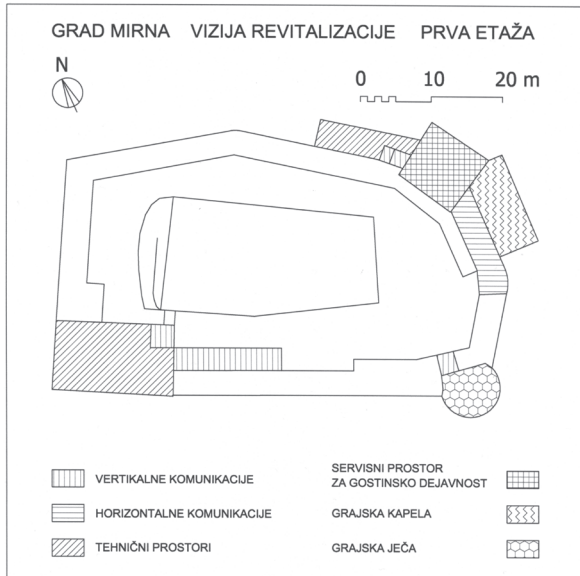 GRAD MIRNA VIZIJA REVITALIZACIJE PRVA ETAŽA
N
0 10 20 m
VERTIKALNE KOMUNIKACIJE
HORIZONTALNE KOMUNIKACIJE
TEHNIČNI PROSTORI
SERVISNI PROSTOR
ZA GOSTINSKO DEJAVNOST
GRAJSKA KAPELA
GRAJSKA JEČA